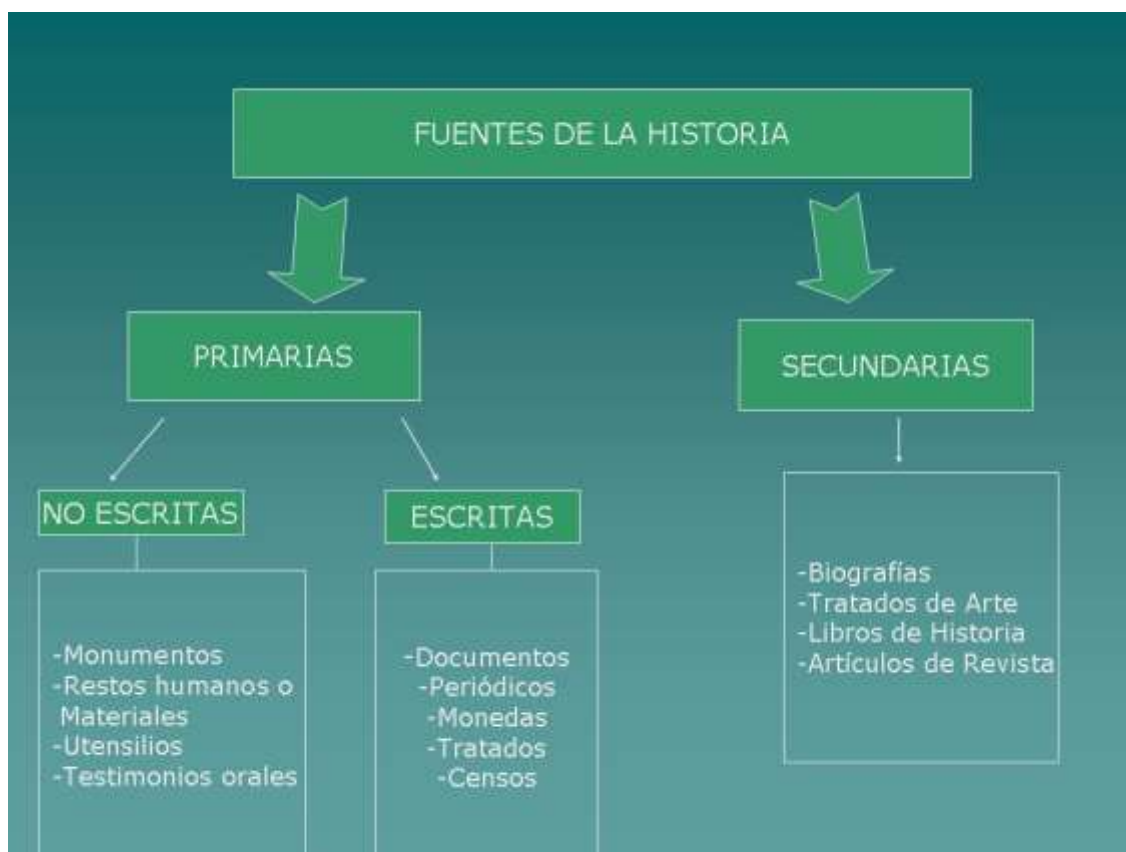 FUENTES DE LA HISTORIA
PRIMARIAS
SECUNDARIAS
NO ESCRITAS
ESCRITAS
-Monumentos
-Restos humanos o
Materiales
-Utensilios
-Testimonios orales
-Documentos
-Periódicos
-Monedas
-Tratados
-Censos
-Biografías
-Tratados de Arte
-Libros de Historia
-Artículos de Revista